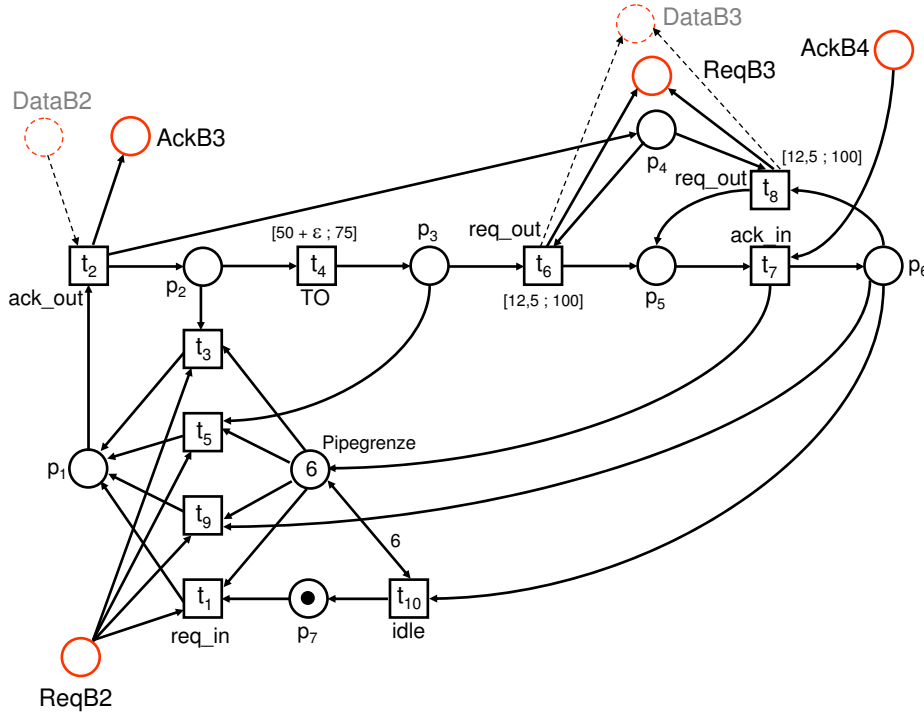 DataB3
AckB4
ReqB3
DataB2
AckB3
p4
[12,5 ; 100]
req_out
t8
[50 + ε ; 75]
p3
req_out
ack_in
t2
ack_out
p2
t4
TO
t6
[12,5 ; 100]
p5
t7
p6
t3
t5
Pipegrenze
p1
6
t9
6
t1
req_in
p7
t10
idle
ReqB2